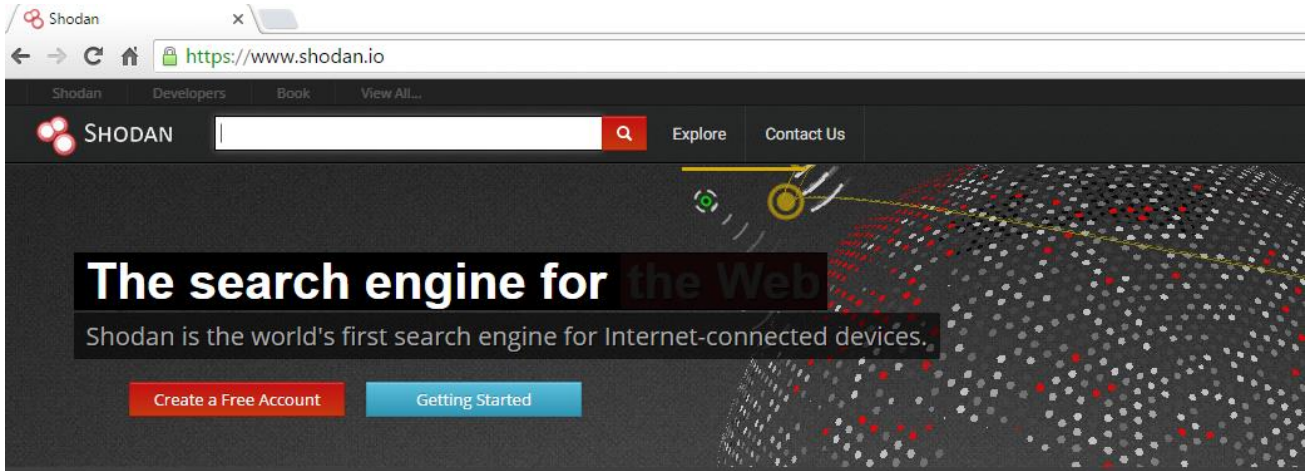 Shodan
https://www.shodan.io
Shodan Developers Book View All...
SHODAN Explore Contact Us
The search engine for the Web
Shodan is the world's first search engine for Internet-connected devices.
Create a Free Account Getting Started